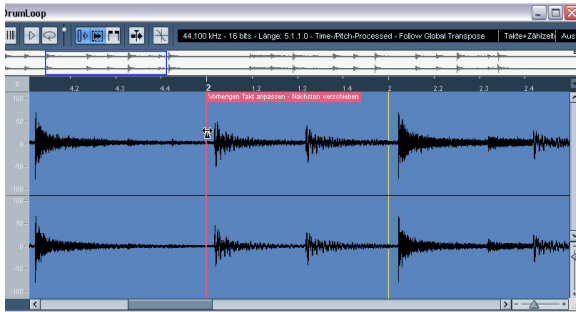 DrumLoop
44.100 kHz - 16 bits - Länge: 5.1.1.0 - Time-/Pitch-Processed - Follow Global Transpose
Takte+Zählzeit
Aus
4.2 4.3 4.4 2 1.2 1.3 1.4 2 2.2 2.3 2.4
Vorherigen Takt anpassen - Nächsten verschieben
%
100
50
0
-50
-100
100
50
0
-50
-100